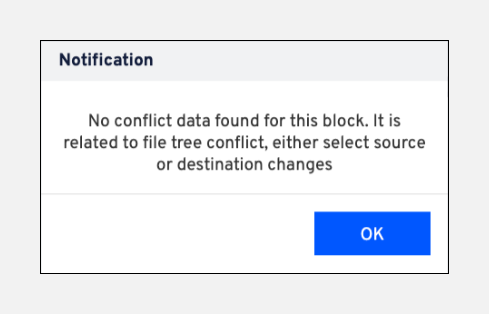 Notification
No conflict data found for this block. It is
related to file tree conflict, either select source
or destination changes
OK